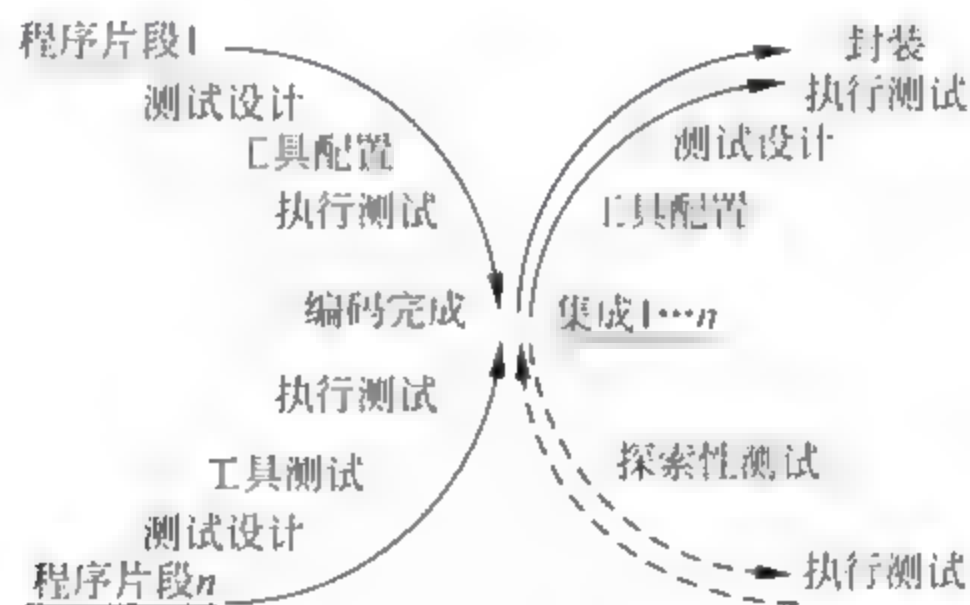 程序片段1
测试设计
工具配置
执行测试
编码完成
执行测试
工具测试
测试设计
程序片段n
封装
执行测试
测试设计
工具配置
集成1…n
探索性测试
执行测试